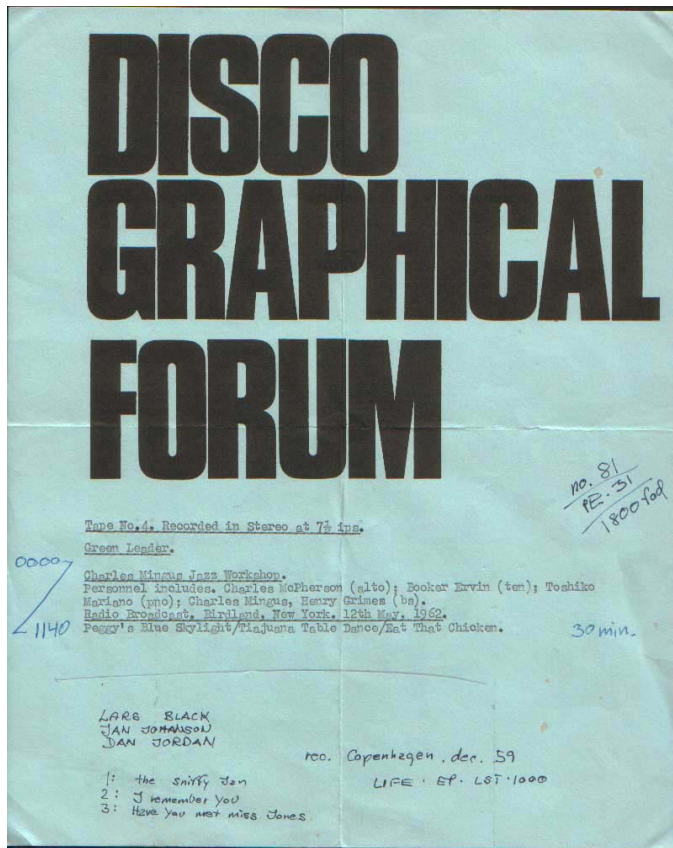 DISCO
GRAPHICAL
FORUM
no. 81
PE. 31
1800 fod
Tape No.4. Recorded in Stereo at 7½ ips.
Green Leader.
0000
Charles Mingus Jazz Workshop.
Personnel includes. Charles McPherson (alto); Booker Ervin (ten); Toshiko
Mariano (pno); Charles Mingus, Henry Grimes (bs).
Radio Broadcast, Birdland, New York. 12th May, 1962.
1140
Peggy's Blue Skylight/Tiajuana Table Dance/Eat That Chicken.
30 min.
LARS BLACK
JAN JOHANSON
DAN JORDAN
rec. Copenhagen. dec. 59
LIFE · EP · LST·1000
1: the sniffy Jan
2: I remember you
3: Have you met miss Jones